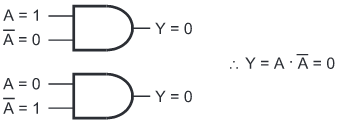 A = 1
A̅ = 0
Y = 0
A = 0
A̅ = 1
Y = 0
∴ Y = A · A̅ = 0